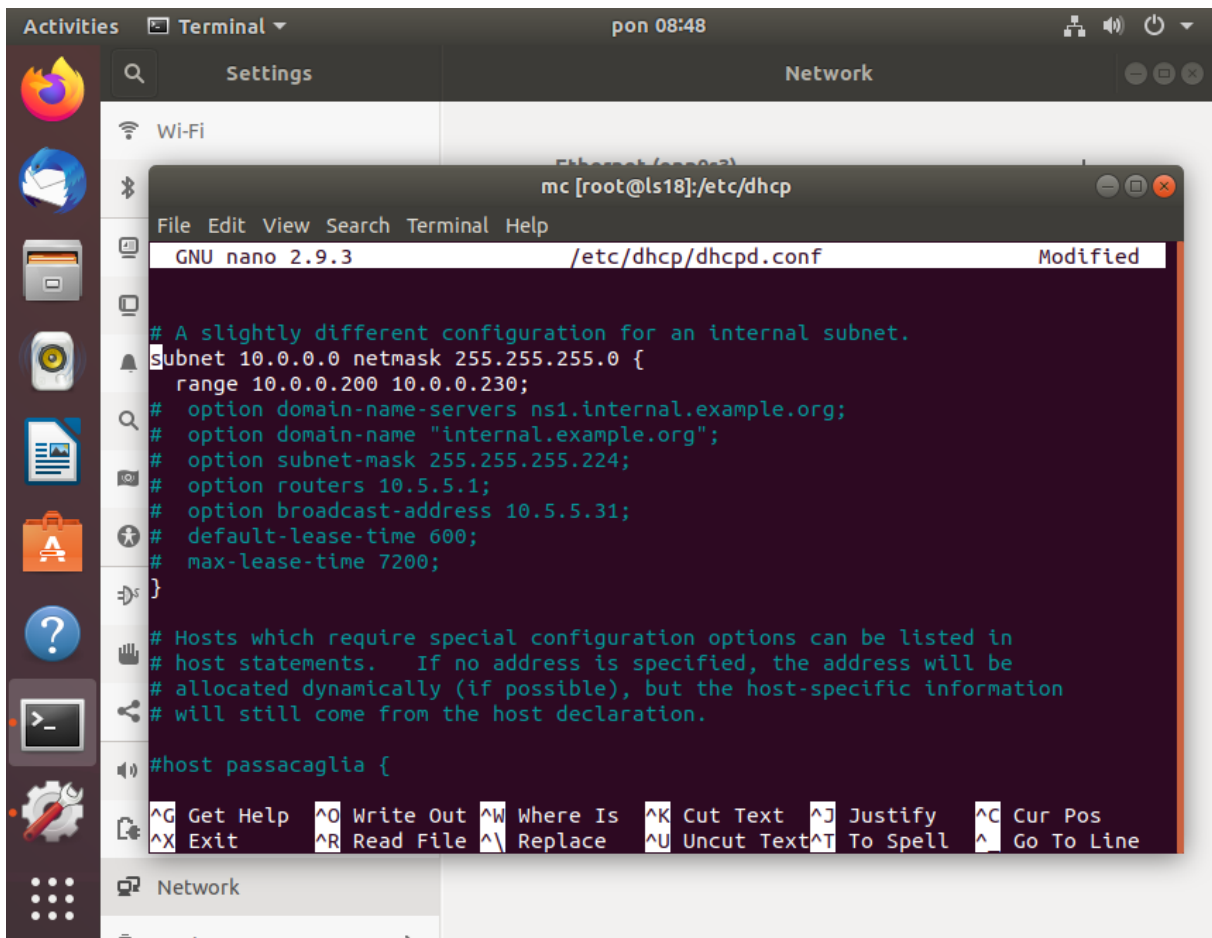 Activities Terminal pon 08:48
Settings Network
Wi-Fi
mc [root@ls18]:/etc/dhcp
File Edit View Search Terminal Help
GNU nano 2.9.3 /etc/dhcp/dhcpd.conf Modified
# A slightly different configuration for an internal subnet.
subnet 10.0.0.0 netmask 255.255.255.0 {
  range 10.0.0.200 10.0.0.230;
#  option domain-name-servers ns1.internal.example.org;
#  option domain-name "internal.example.org";
#  option subnet-mask 255.255.255.224;
#  option routers 10.5.5.1;
#  option broadcast-address 10.5.5.31;
#  default-lease-time 600;
#  max-lease-time 7200;
}
# Hosts which require special configuration options can be listed in
# host statements.   If no address is specified, the address will be
# allocated dynamically (if possible), but the host-specific information
# will still come from the host declaration.
#host passacaglia {
^G Get Help ^O Write Out ^W Where Is ^K Cut Text ^J Justify ^C Cur Pos
^X Exit ^R Read File ^\ Replace ^U Uncut Text ^T To Spell ^_ Go To Line
Network